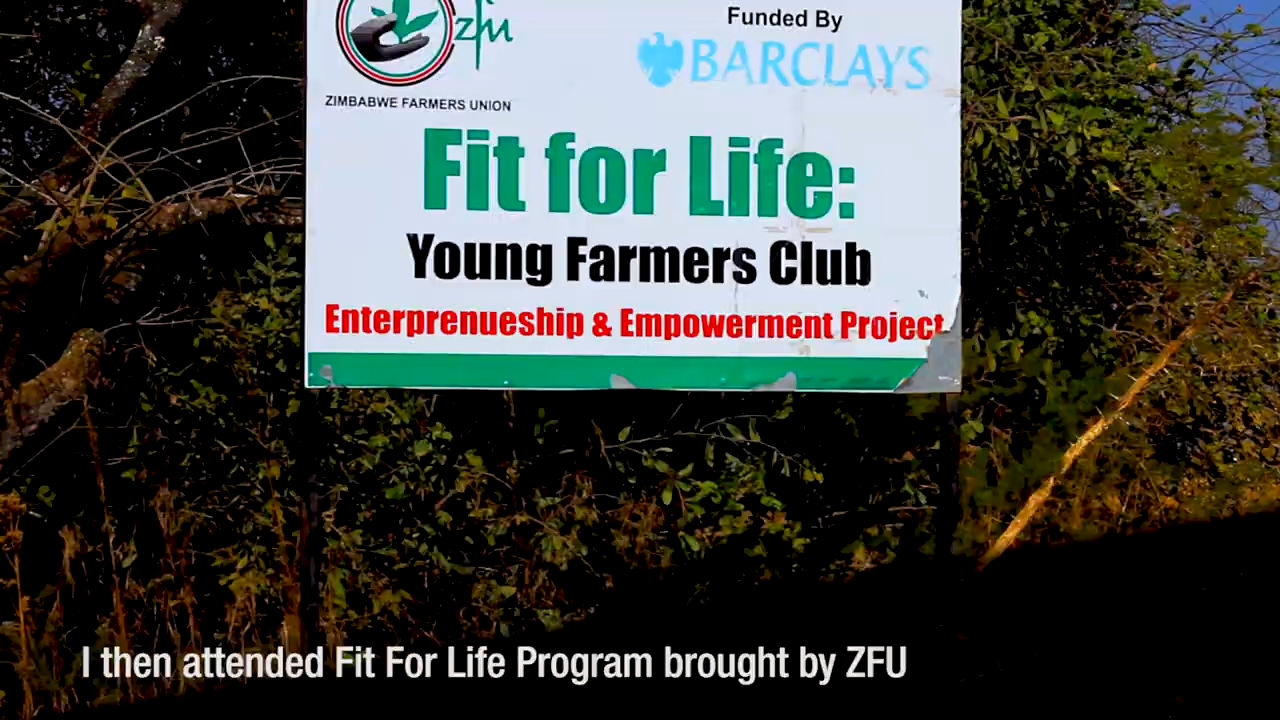 zfu
Funded By
BARCLAYS
ZIMBABWE FARMERS UNION
Fit for Life:
Young Farmers Club
Enterprenueship & Empowerment Project
I then attended Fit For Life Program brought by ZFU